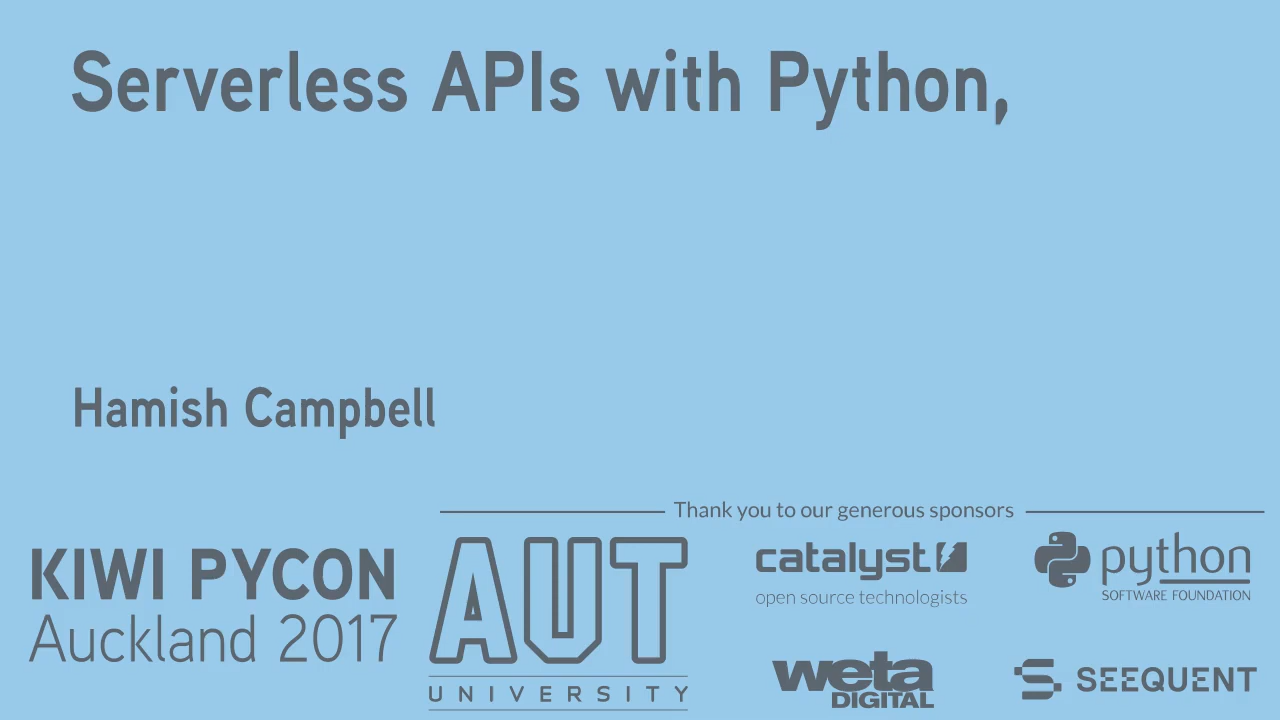 Serverless APIs with Python,
Hamish Campbell
Thank you to our generous sponsors
KIWI PYCON
Auckland 2017
AUT
UNIVERSITY
catalyst
open source technologists
python
SOFTWARE FOUNDATION
weta
DIGITAL
SEEQUENT